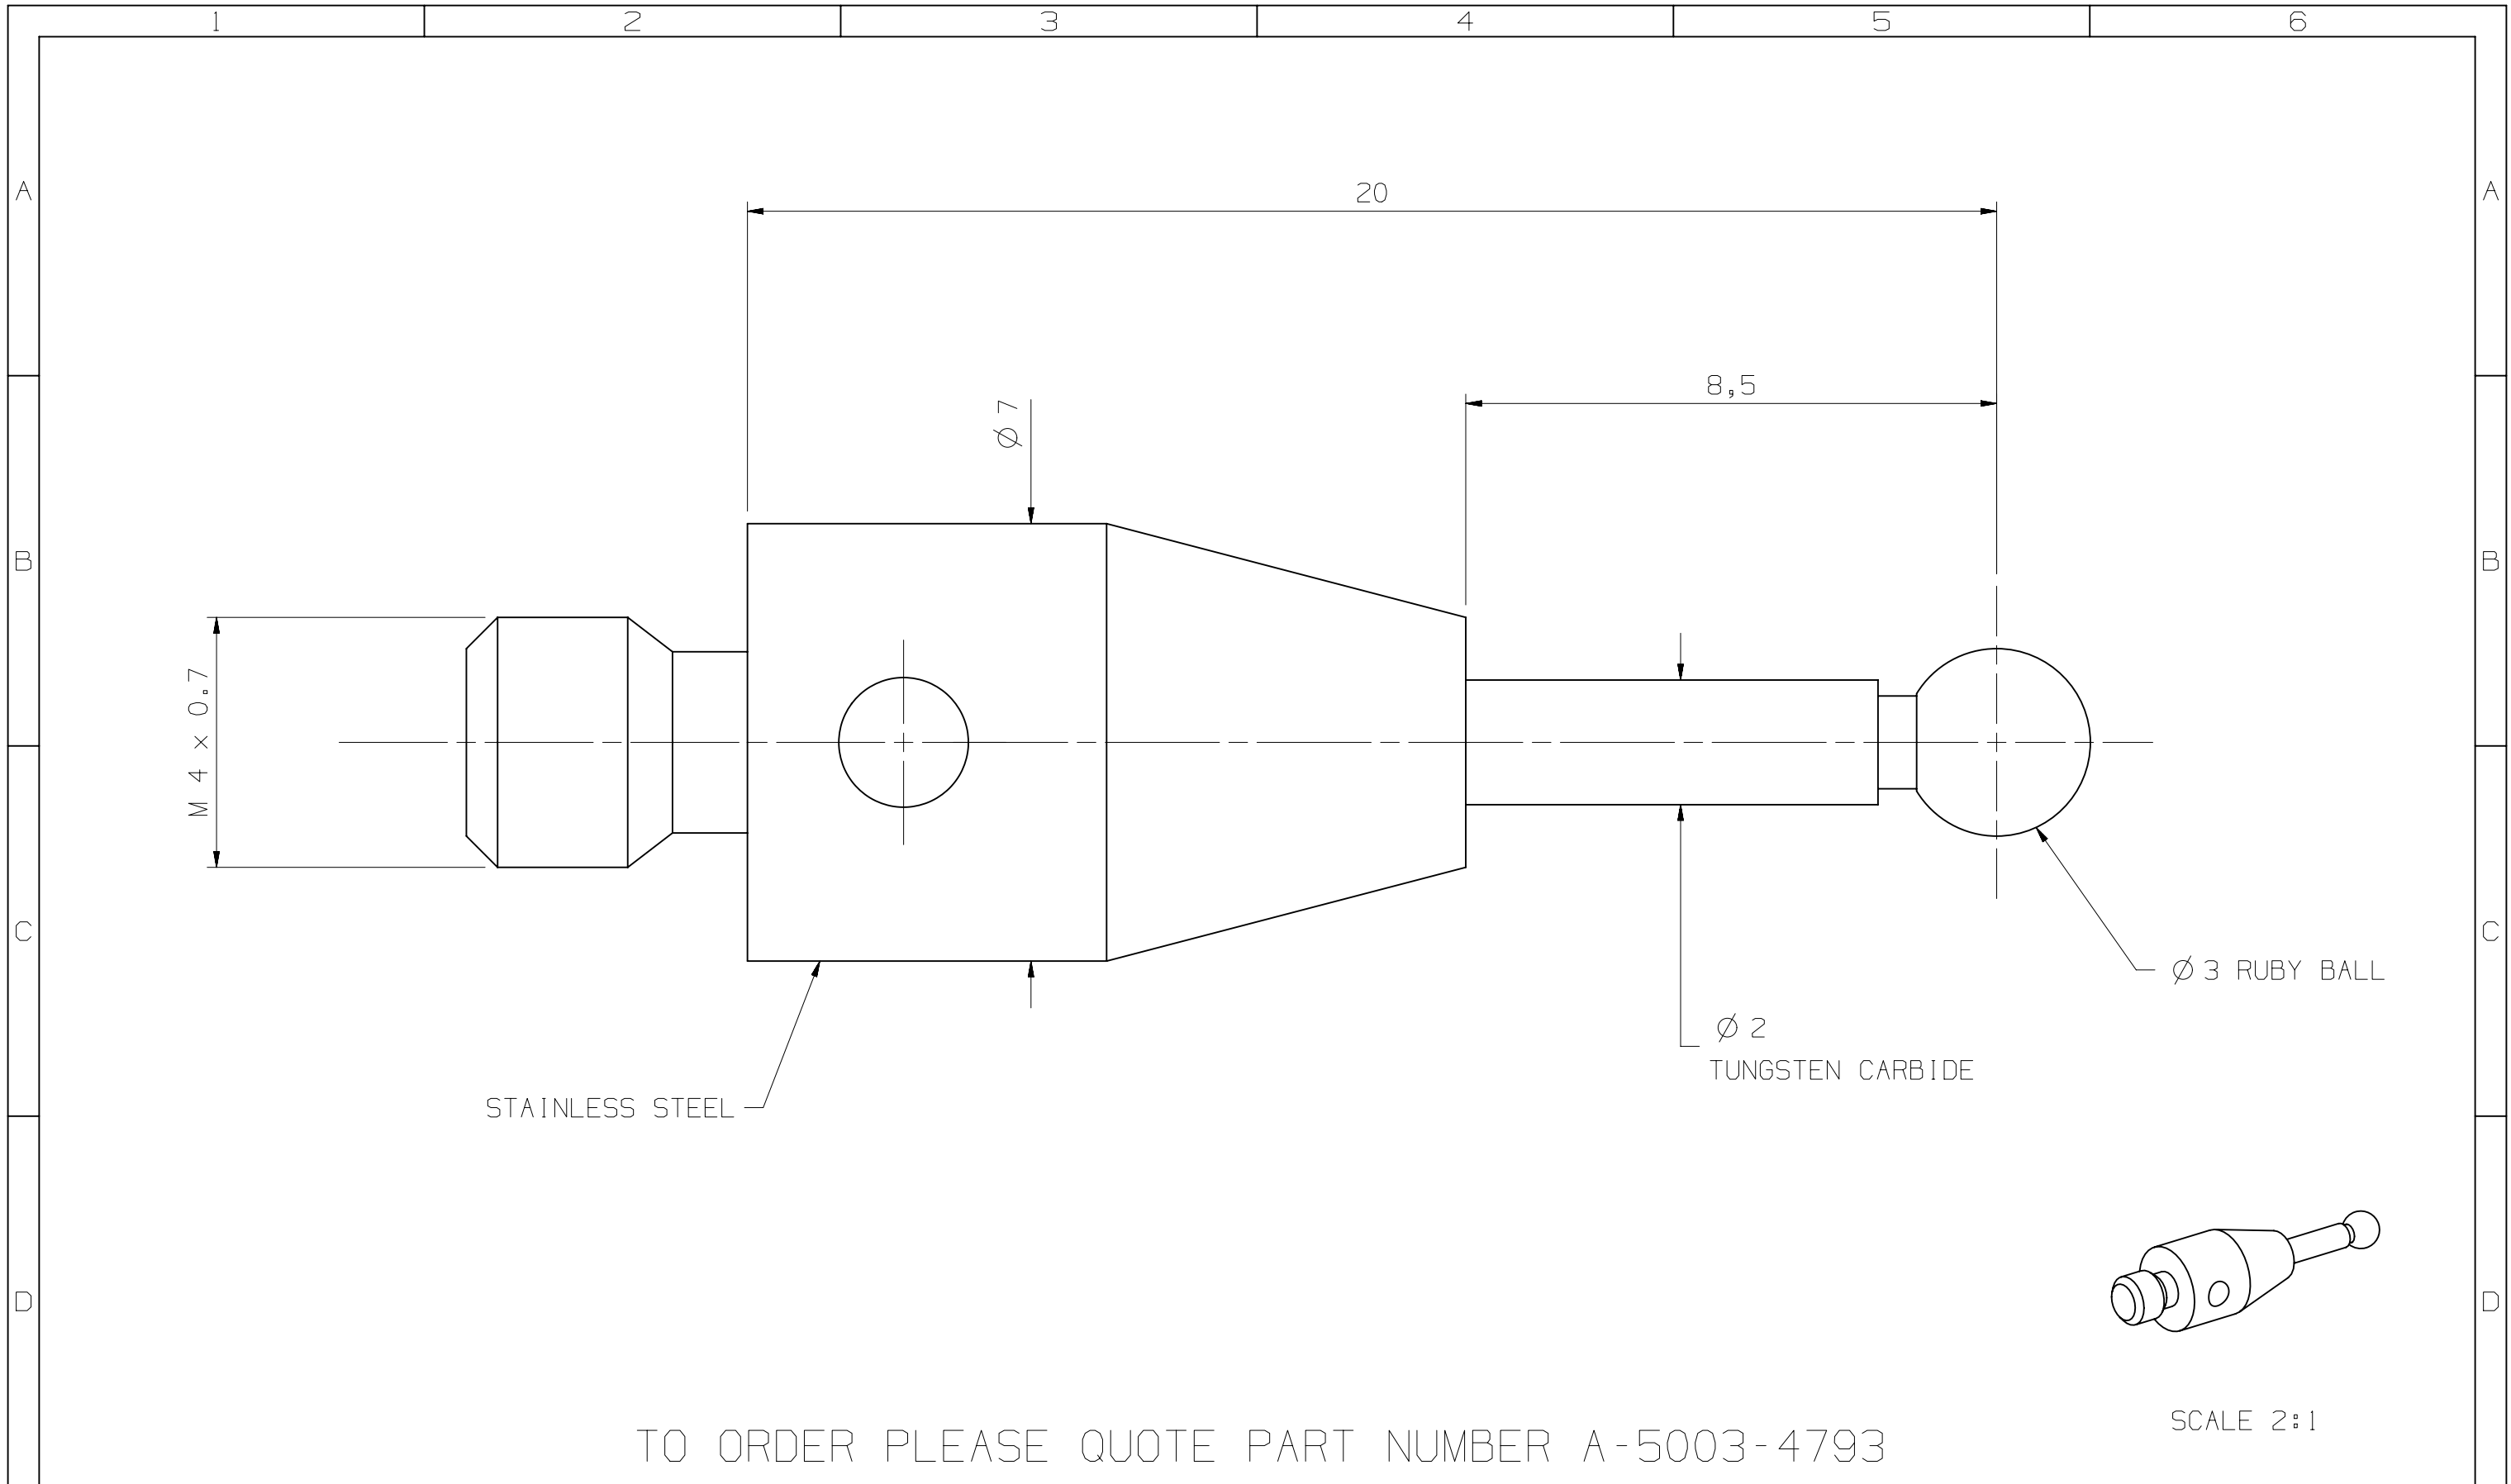 1 2 3 4 5 6
A A
20
8,5
Ø 7
B B
M 4 x 0.7
C C
Ø 3 RUBY BALL
Ø 2
TUNGSTEN CARBIDE
STAINLESS STEEL
D D
SCALE 2:1
TO ORDER PLEASE QUOTE PART NUMBER A-5003-4793